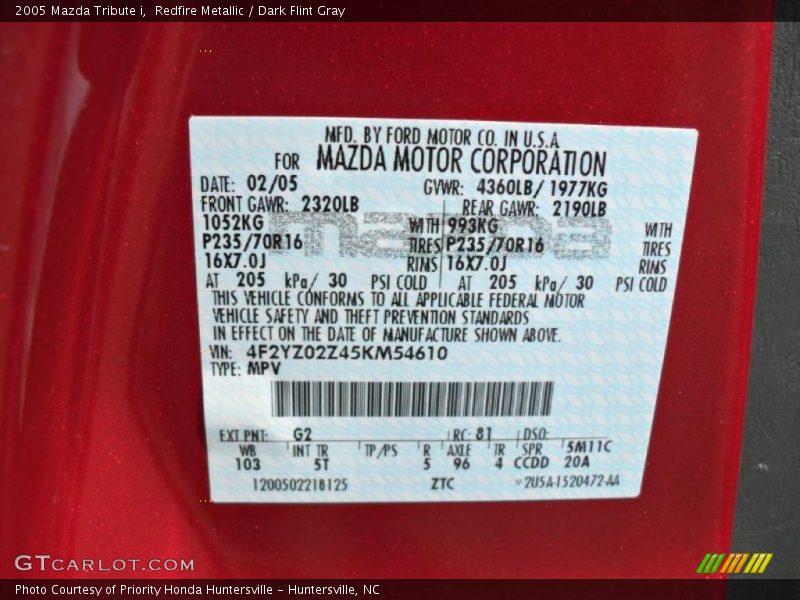 2005 Mazda Tribute i,  Redfire Metallic / Dark Flint Gray
MFD. BY FORD MOTOR CO. IN U.S.A
FOR MAZDA MOTOR CORPORATION
DATE: 02/05 GVWR: 4360LB/ 1977KG
FRONT GAWR: 2320LB REAR GAWR: 2190LB
1052KG WITH 993KG WITH
P235/70R16 TIRES P235/70R16 TIRES
16X7.0J RIMS 16X7.0J RIMS
AT 205 kPa/ 30 PSI COLD AT 205 kPa/ 30 PSI COLD
THIS VEHICLE CONFORMS TO ALL APPLICABLE FEDERAL MOTOR
VEHICLE SAFETY AND THEFT PREVENTION STANDARDS
IN EFFECT ON THE DATE OF MANUFACTURE SHOWN ABOVE.
VIN: 4F2YZ02Z45KM54610
TYPE: MPV
mazda
EXT PNT: G2 RC: 81 DSO:
WB INT TR TP/PS R AXLE TR SPR 5M11C
103 5T 5 96 4 CCDD 20A
1200502218125 ZTC 2U5A-1520472-AA
GTCARLOT.COM
Photo Courtesy of Priority Honda Huntersville - Huntersville, NC